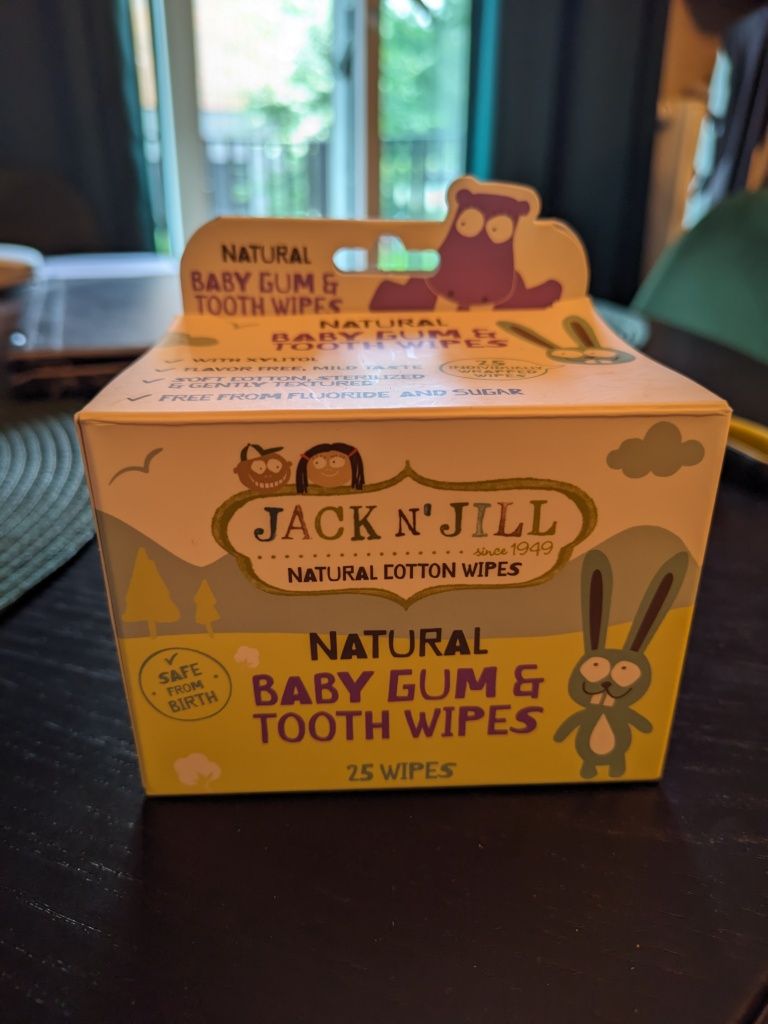 NATURAL
BABY GUM &
TOOTH WIPES
NATURAL
BABY GUM &
TOOTH WIPES
WITH XYLITOL
FLAVOR FREE, MILD TASTE
SOFT COTTON, STERILIZED
& GENTLY TEXTURED
FREE FROM FLUORIDE AND SUGAR
25
INDIVIDUALLY
WRAPPED
WIPES
JACK N' JILL
since 1949
NATURAL COTTON WIPES
NATURAL
BABY GUM &
TOOTH WIPES
SAFE
FROM
BIRTH
25 WIPES